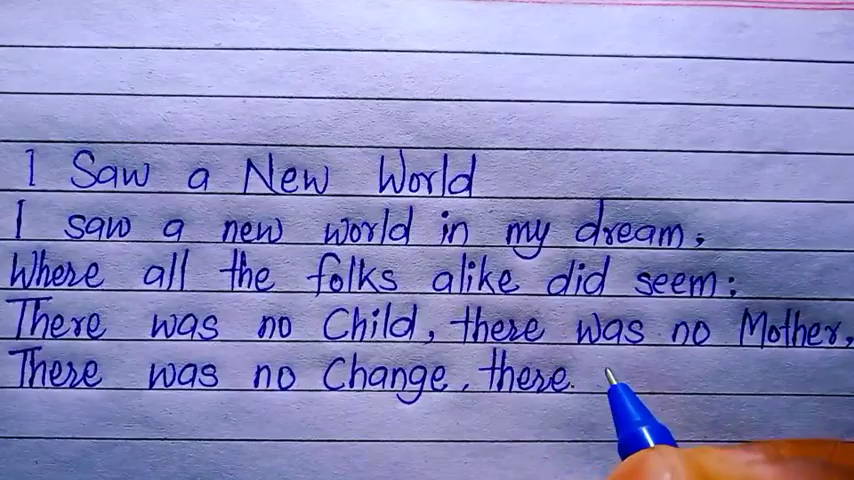 I Saw a New World
I saw a new world in my dream,
Where all the folks alike did seem:
There was no Child, there was no Mother,
There was no Change, there